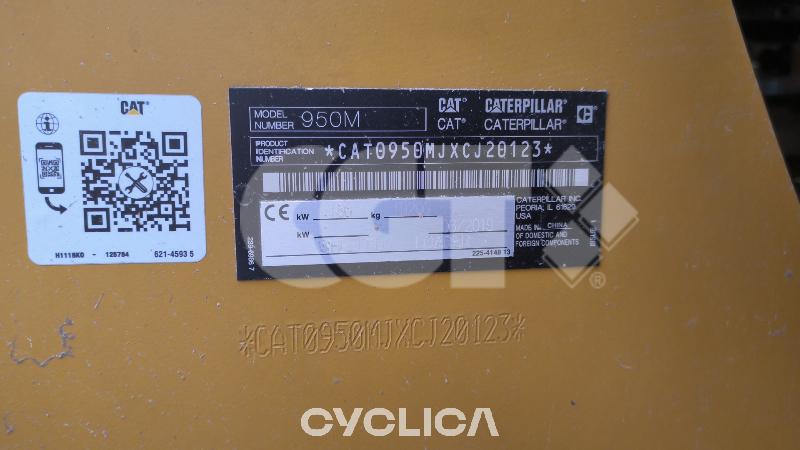 CAT
H1118K0 - 125784
621-4593 5
MODEL NUMBER 950M
CAT CATERPILLAR
CAT CATERPILLAR
PRODUCT IDENTIFICATION NUMBER
*CAT0950MJXCJ20123*
CATERPILLAR INC.
PEORIA, IL 61629
USA
MADE IN CHINA
OF DOMESTIC AND
FOREIGN COMPONENTS
CE kW kg
kW
225-4148 13
*CAT0950MJXCJ20123*
CYCLICA